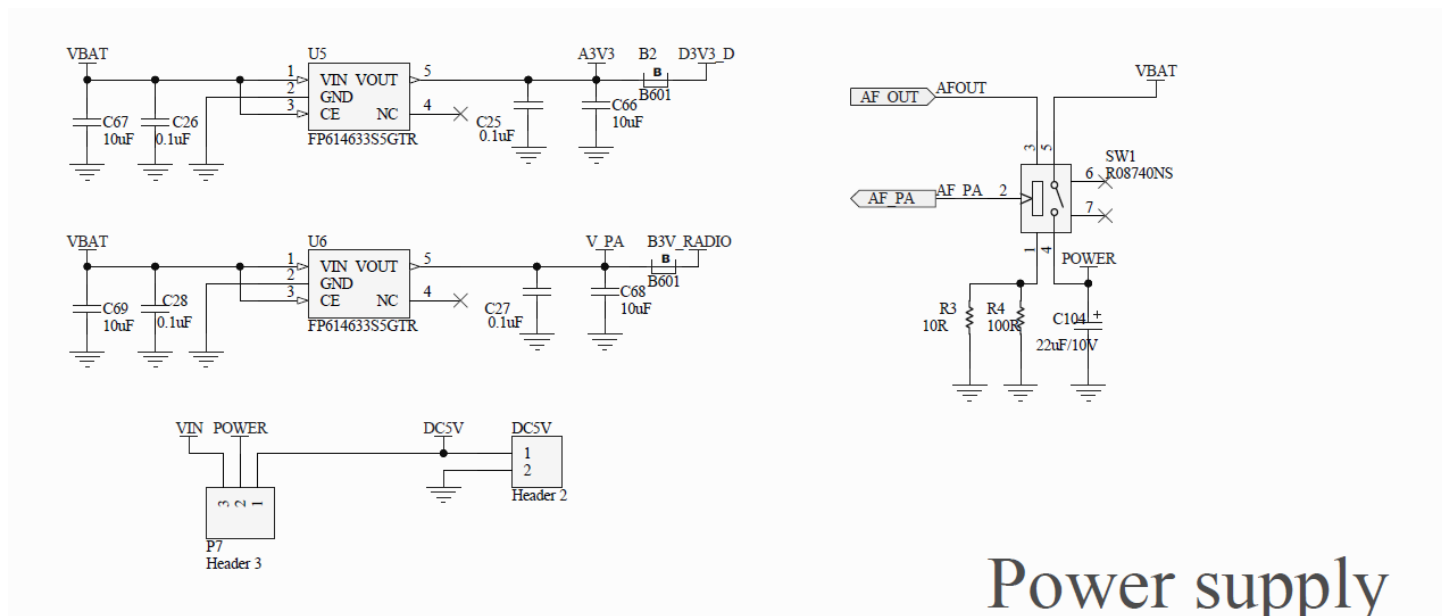 VBAT
U5
A3V3 B2 D3V3_D
1 VIN VOUT 5
2 GND
3 CE NC 4
FP614633S5GTR
C67
10uF
C26
0.1uF
C25
0.1uF
C66
10uF
B
B601
VBAT
U6
V_PA B3V_RADIO
1 VIN VOUT 5
2 GND
3 CE NC 4
FP614633S5GTR
C69
10uF
C28
0.1uF
C27
0.1uF
C68
10uF
B
B601
VIN POWER
DC5V
DC5V
1
2
Header 2
3 2 1
P7
Header 3
VBAT
AF_OUT AFOUT
3 5
SW1
R08740NS
6
AF_PA AF_PA 2
7
1 4
POWER
R3
10R
R4
100R
C104
+
22uF/10V
Power supply